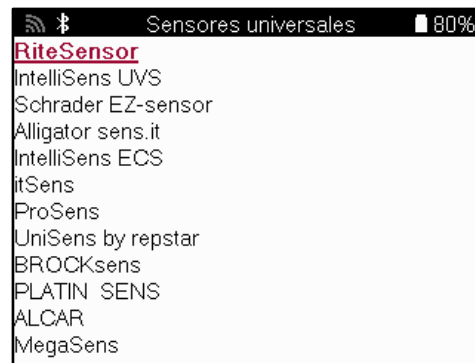 Sensores universales 80%
RiteSensor
IntelliSens UVS
Schrader EZ-sensor
Alligator sens.it
IntelliSens ECS
itSens
ProSens
UniSens by repstar
BROCKsens
PLATIN SENS
ALCAR
MegaSens